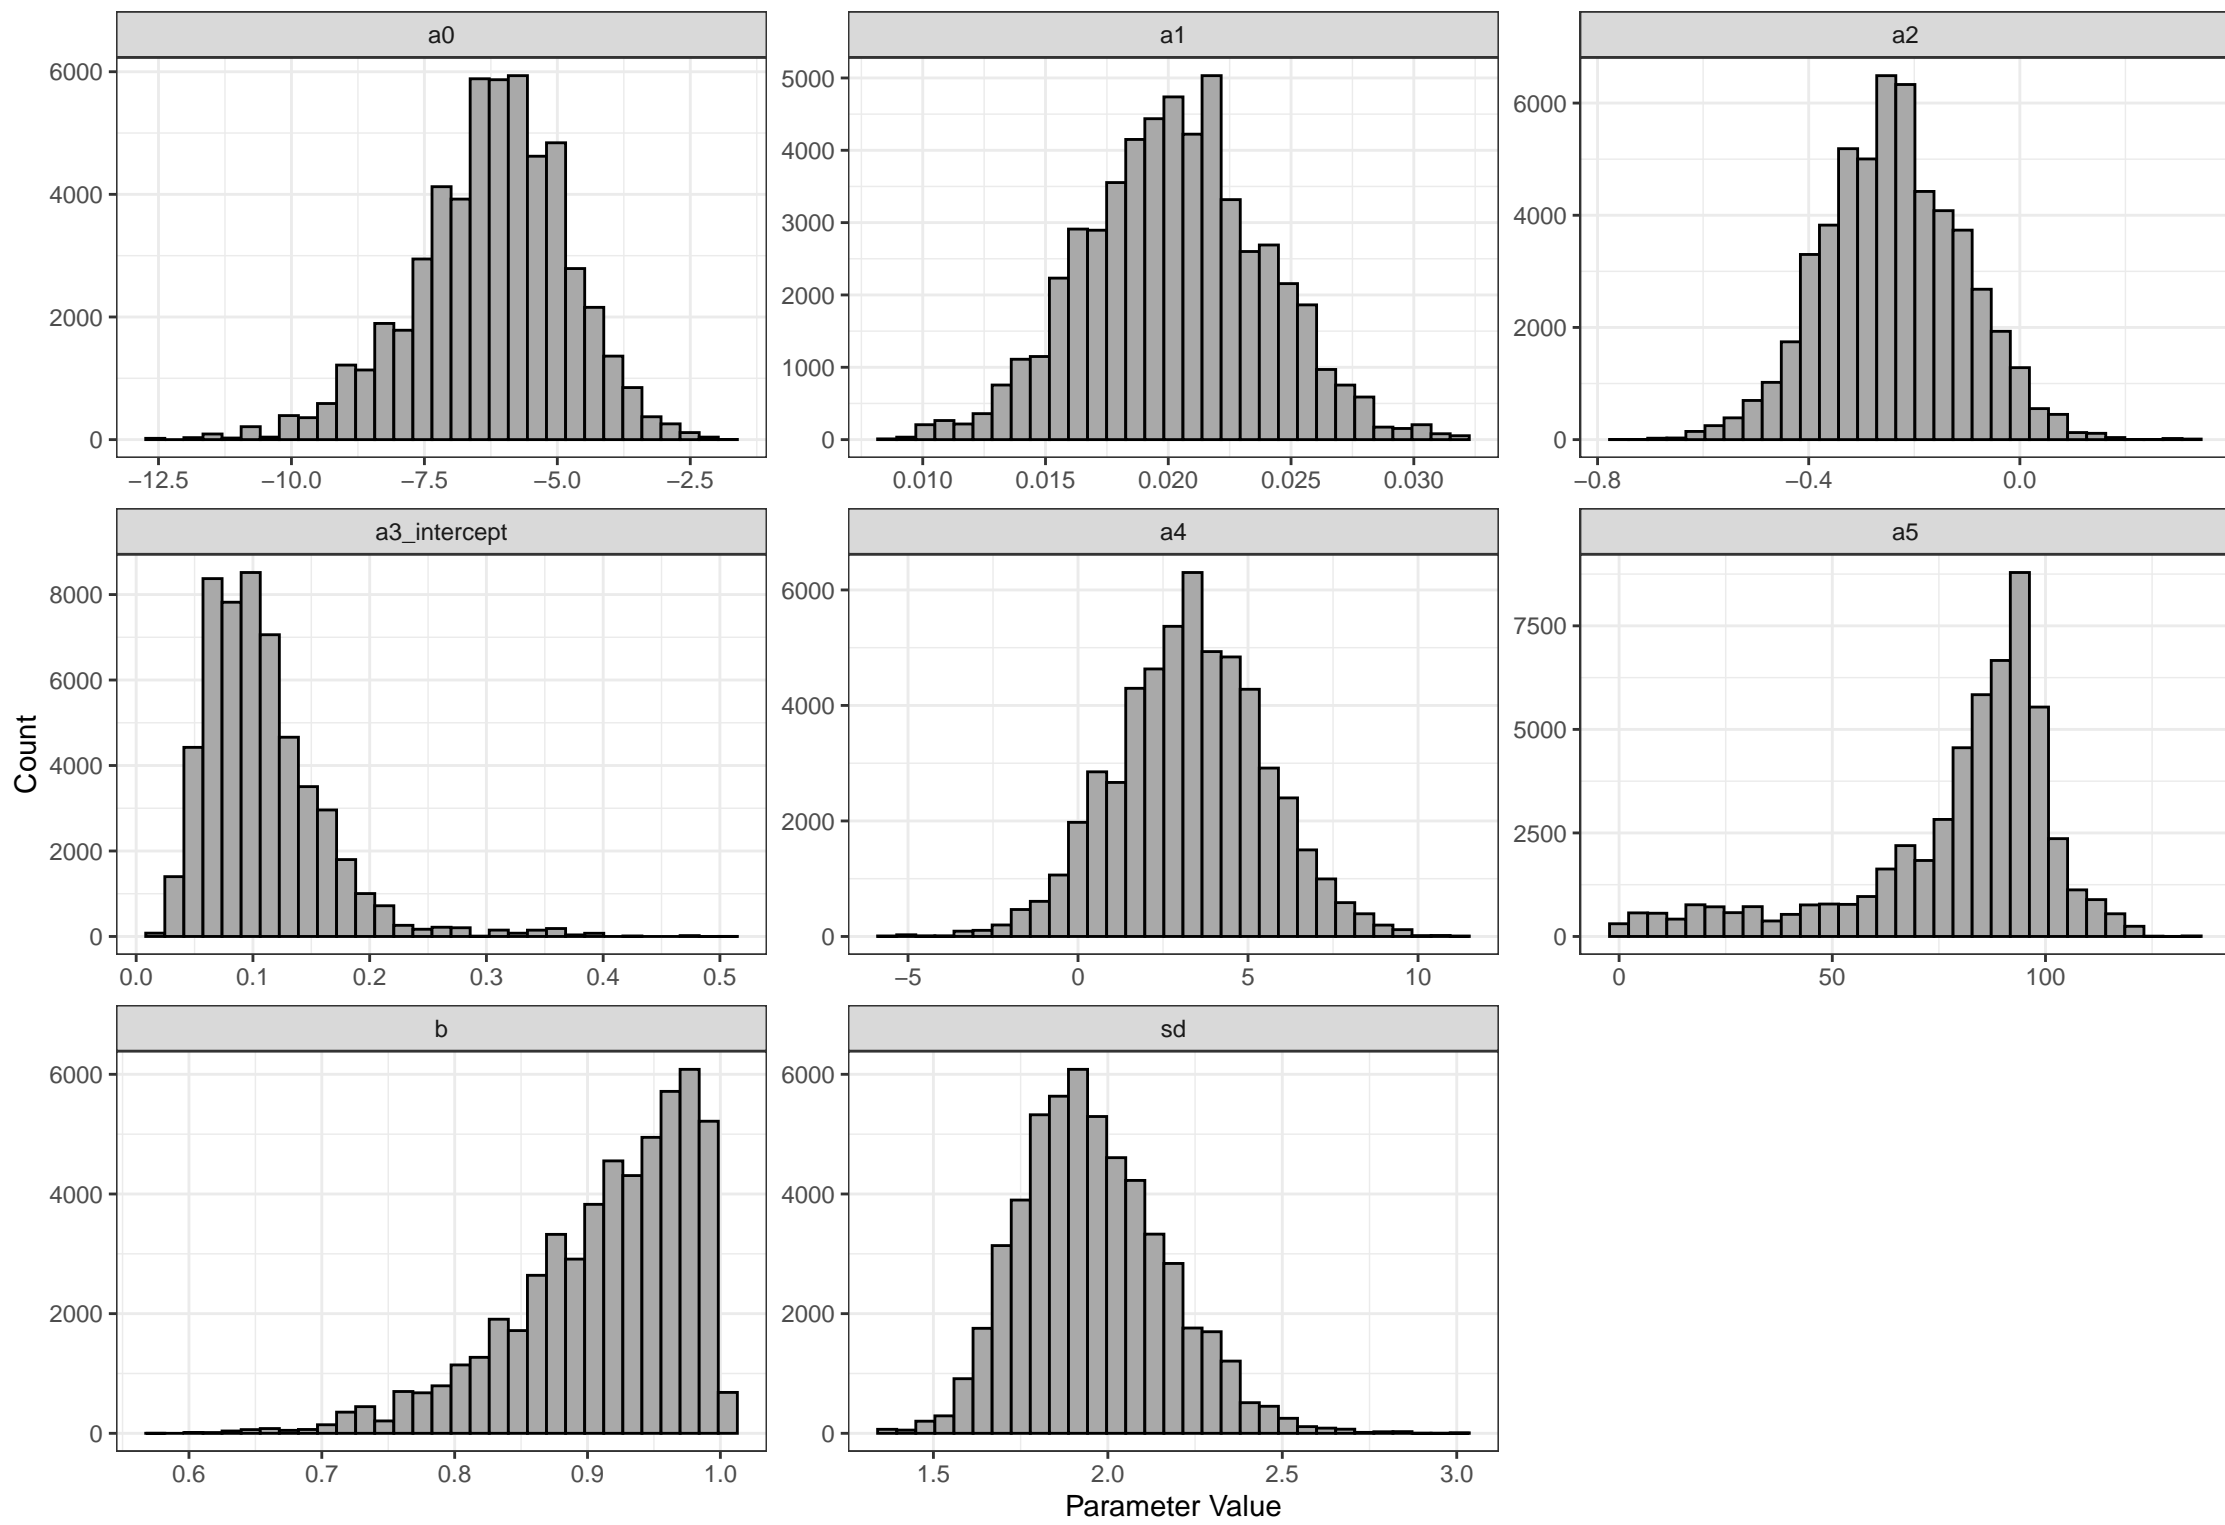 a0
a1
a2
6000
4000
2000
0
−12.5 −10.0 −7.5 −5.0 −2.5
5000
4000
3000
2000
1000
0
0.010 0.015 0.020 0.025 0.030
6000
4000
2000
0
−0.8 −0.4 0.0
a3_intercept
a4
a5
8000
6000
4000
2000
0
0.0 0.1 0.2 0.3 0.4 0.5
6000
4000
2000
0
−5 0 5 10
7500
5000
2500
0
0 50 100
b
sd
6000
4000
2000
0
0.6 0.7 0.8 0.9 1.0
6000
4000
2000
0
1.5 2.0 2.5 3.0
Count
Parameter Value